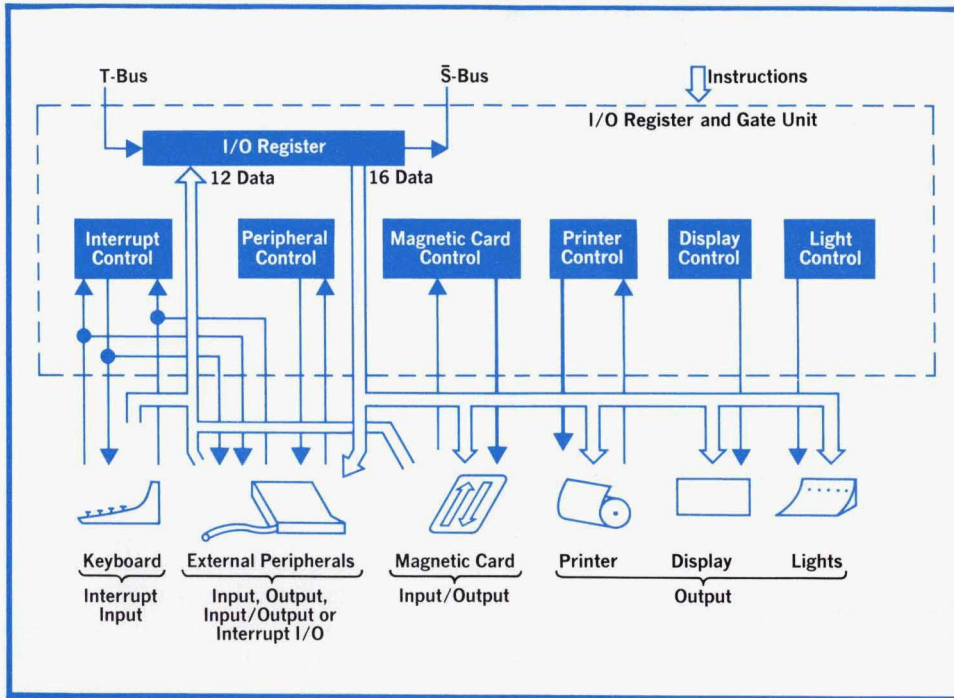 T-Bus
S̄-Bus
Instructions
I/O Register and Gate Unit
I/O Register
12 Data
16 Data
Interrupt
Control
Peripheral
Control
Magnetic Card
Control
Printer
Control
Display
Control
Light
Control
Keyboard
External Peripherals
Magnetic Card
Printer
Display
Lights
Interrupt
Input
Input, Output,
Input/Output or
Interrupt I/O
Input/Output
Output